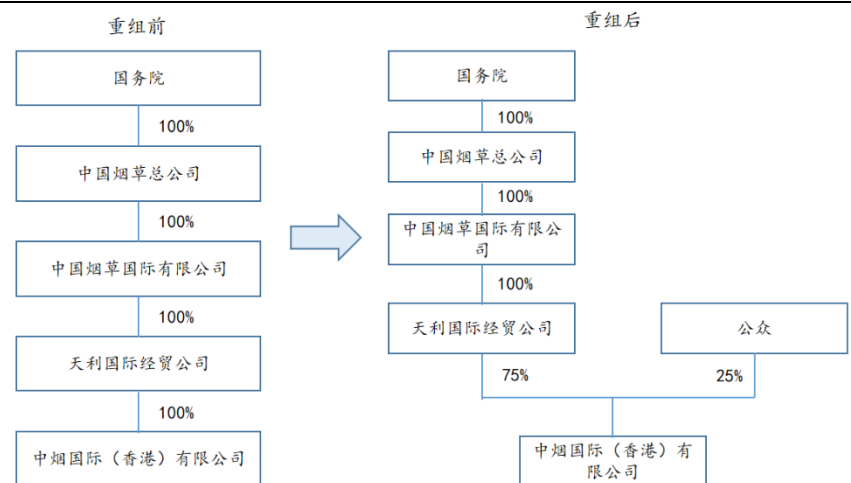 重组前
国务院
100%
中国烟草总公司
100%
中国烟草国际有限公司
100%
天利国际经贸公司
100%
中烟国际（香港）有限公司
重组后
国务院
100%
中国烟草总公司
100%
中国烟草国际有限公
司
100%
天利国际经贸公司
公众
75%
25%
中烟国际（香港）有
限公司